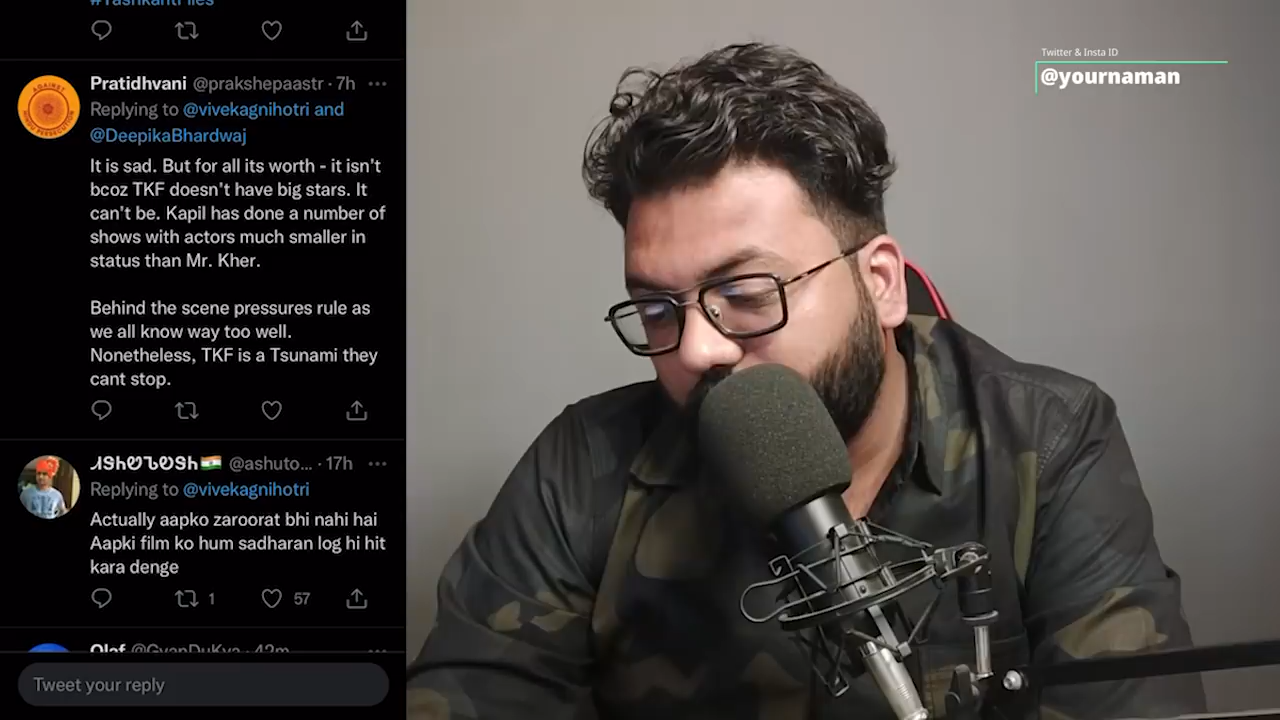 #TashkantFiles
Twitter & Insta ID
@yournaman
Pratidhvani @prakshepaastr · 7h
Replying to @vivekagnihotri and
@DeepikaBhardwaj
It is sad. But for all its worth - it isn't
bcoz TKF doesn't have big stars. It
can't be. Kapil has done a number of
shows with actors much smaller in
status than Mr. Kher.
Behind the scene pressures rule as
we all know way too well.
Nonetheless, TKF is a Tsunami they
cant stop.
@ashuto... · 17h
Replying to @vivekagnihotri
Actually aapko zaroorat bhi nahi hai
Aapki film ko hum sadharan log hi hit
kara denge
1 57
Olaf @GyanDuKya · 42m
Tweet your reply